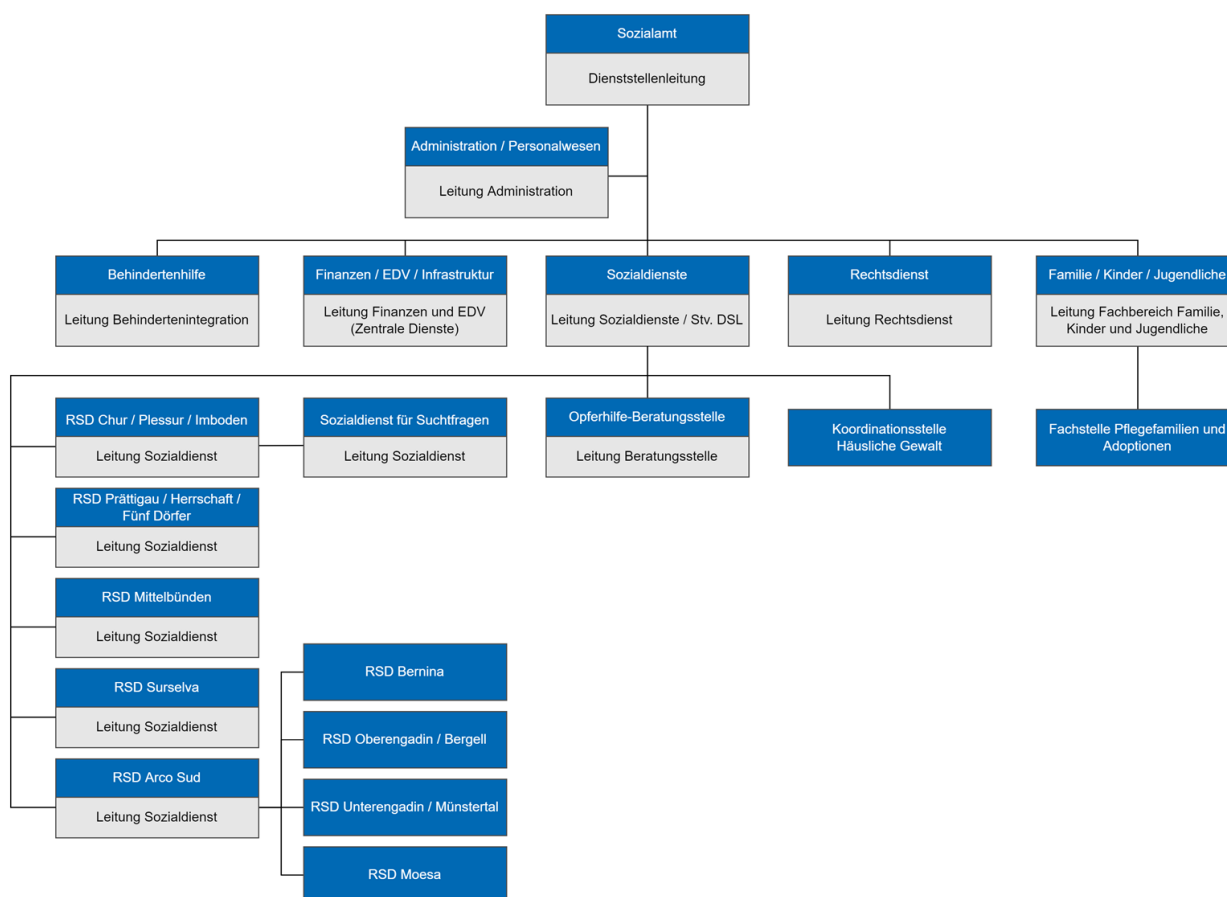 Sozialamt
Dienststellenleitung
Administration / Personalwesen
Leitung Administration
Behindertenhilfe
Leitung Behindertenintegration
Finanzen / EDV / Infrastruktur
Leitung Finanzen und EDV
(Zentrale Dienste)
Sozialdienste
Leitung Sozialdienste / Stv. DSL
Rechtsdienst
Leitung Rechtsdienst
Familie / Kinder / Jugendliche
Leitung Fachbereich Familie,
Kinder und Jugendliche
RSD Chur / Plessur / Imboden
Leitung Sozialdienst
Sozialdienst für Suchtfragen
Leitung Sozialdienst
Opferhilfe-Beratungsstelle
Leitung Beratungsstelle
Koordinationsstelle
Häusliche Gewalt
Fachstelle Pflegefamilien und
Adoptionen
RSD Prättigau / Herrschaft /
Fünf Dörfer
Leitung Sozialdienst
RSD Mittelbünden
Leitung Sozialdienst
RSD Surselva
Leitung Sozialdienst
RSD Arco Sud
Leitung Sozialdienst
RSD Bernina
RSD Oberengadin / Bergell
RSD Unterengadin / Münstertal
RSD Moesa